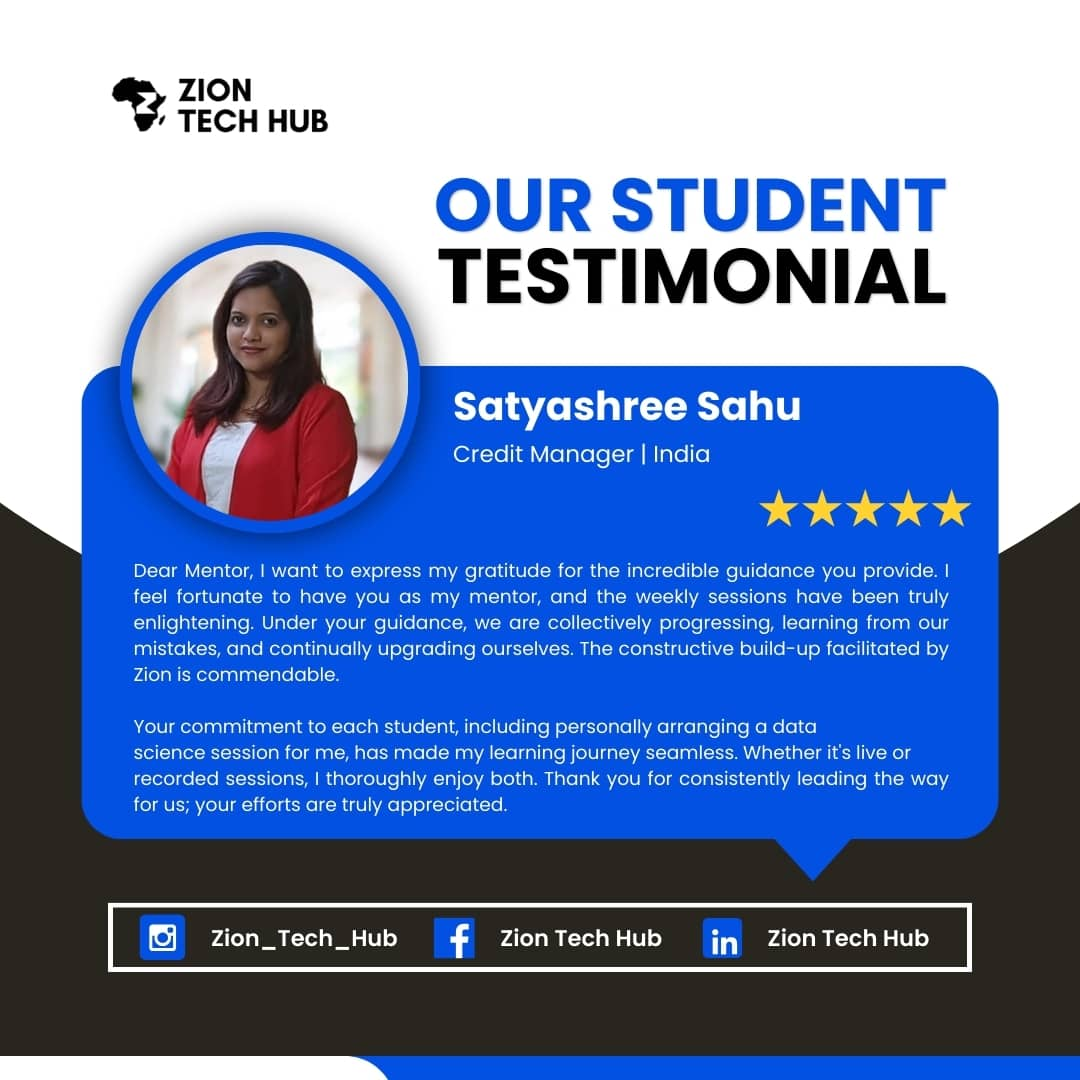 ZION
TECH HUB
OUR STUDENT
TESTIMONIAL
Satyashree Sahu
Credit Manager | India
Dear Mentor, I want to express my gratitude for the incredible guidance you provide. I
feel fortunate to have you as my mentor, and the weekly sessions have been truly
enlightening. Under your guidance, we are collectively progressing, learning from our
mistakes, and continually upgrading ourselves. The constructive build-up facilitated by
Zion is commendable.
Your commitment to each student, including personally arranging a data
science session for me, has made my learning journey seamless. Whether it's live or
recorded sessions, I thoroughly enjoy both. Thank you for consistently leading the way
for us; your efforts are truly appreciated.
Zion_Tech_Hub
Zion Tech Hub
Zion Tech Hub